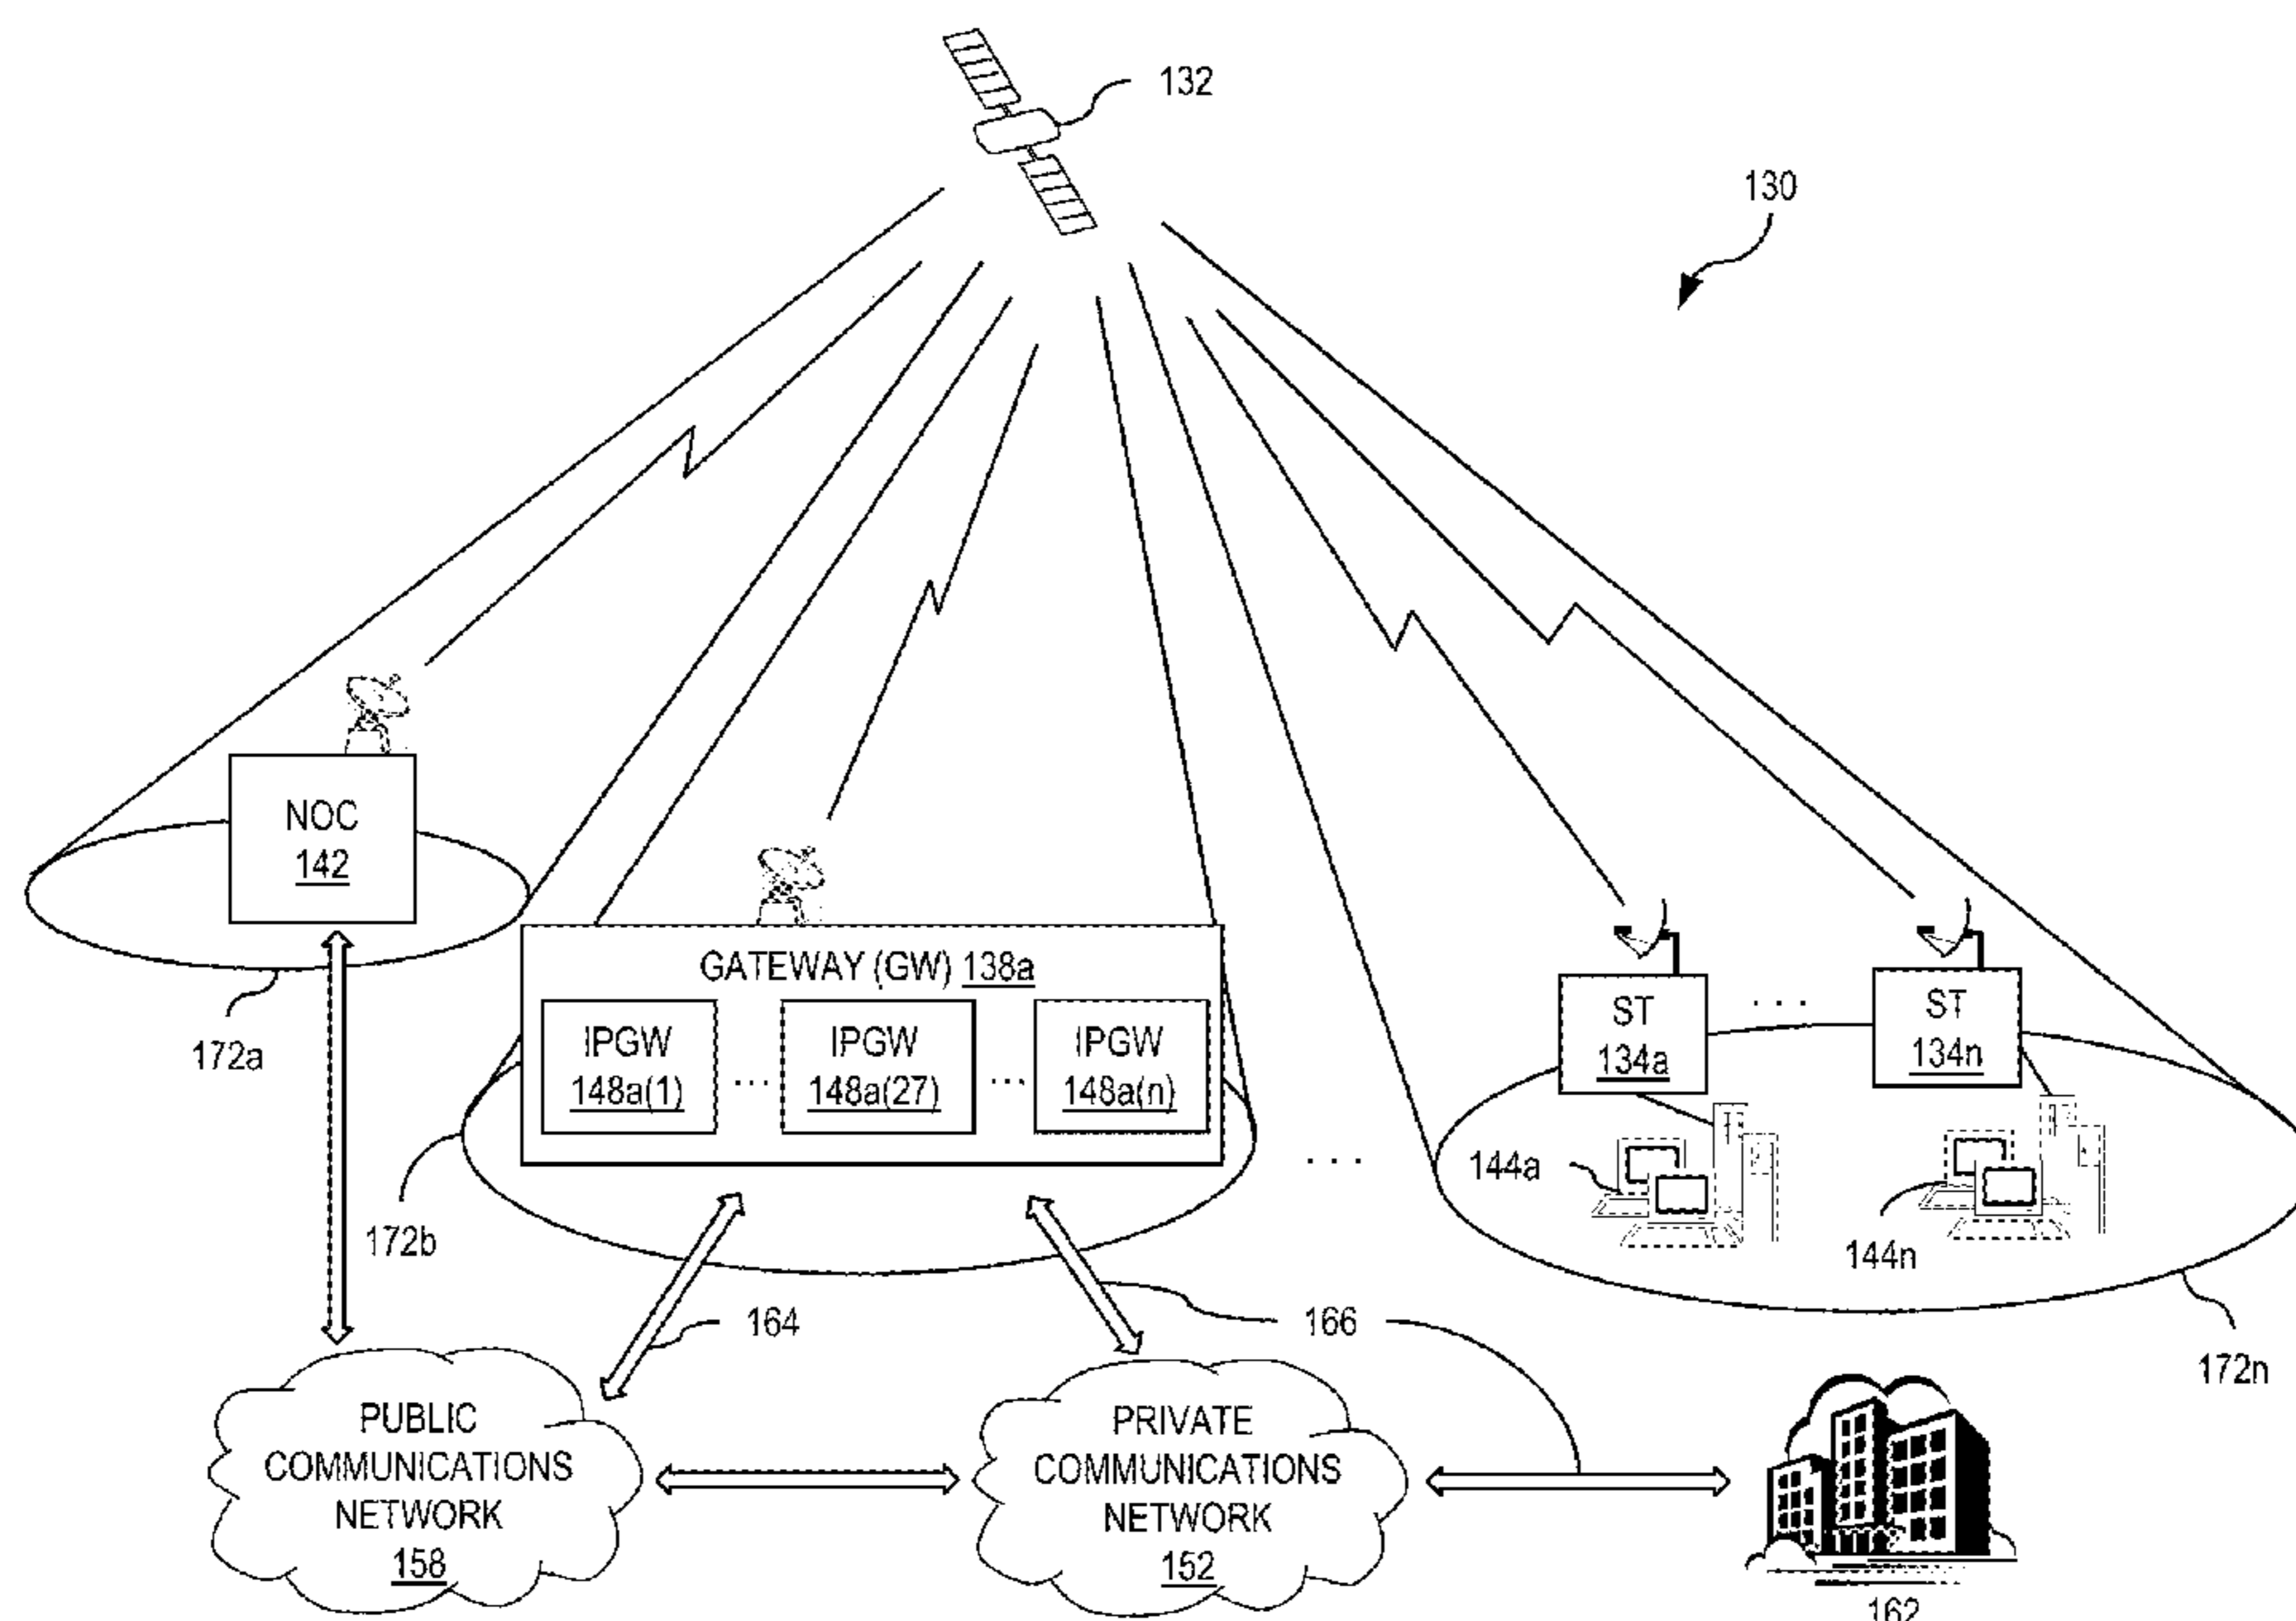 132
130
NOC
142
172a
GATEWAY (GW) 138a
IPGW
148a(1)
...
IPGW
148a(27)
...
IPGW
148a(n)
172b
...
ST
134a
...
ST
134n
144a
144n
172n
164
166
PUBLIC
COMMUNICATIONS
NETWORK
158
PRIVATE
COMMUNICATIONS
NETWORK
152
162